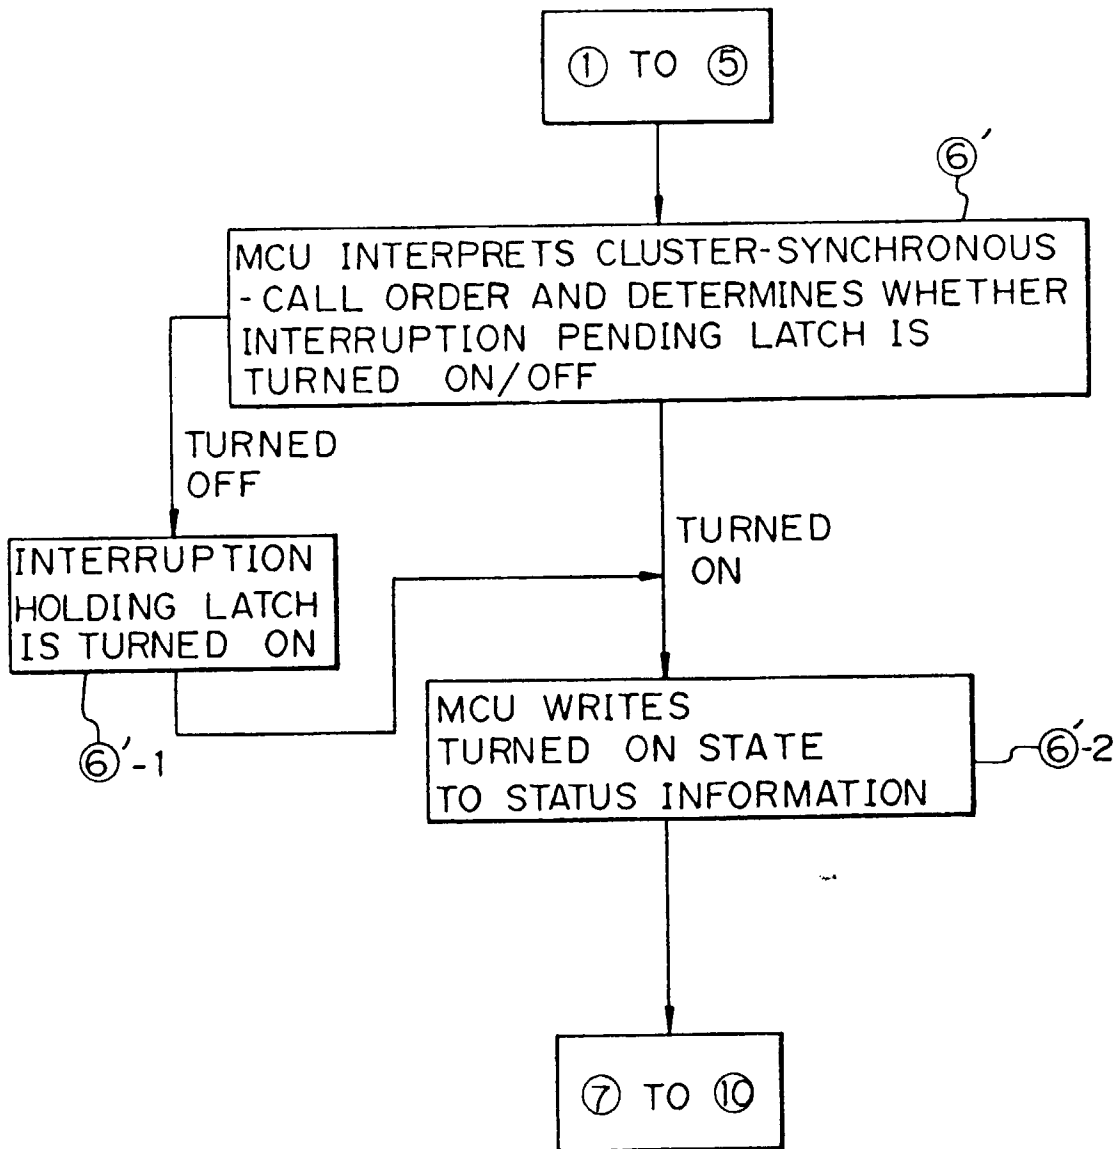 ① TO ⑤
⑥′
MCU INTERPRETS CLUSTER-SYNCHRONOUS
-CALL ORDER AND DETERMINES WHETHER
INTERRUPTION PENDING LATCH IS
TURNED ON/OFF
TURNED
OFF
TURNED
ON
INTERRUPTION
HOLDING LATCH
IS TURNED ON
⑥′-1
MCU WRITES
TURNED ON STATE
TO STATUS INFORMATION
⑥′-2
⑦ TO ⑩